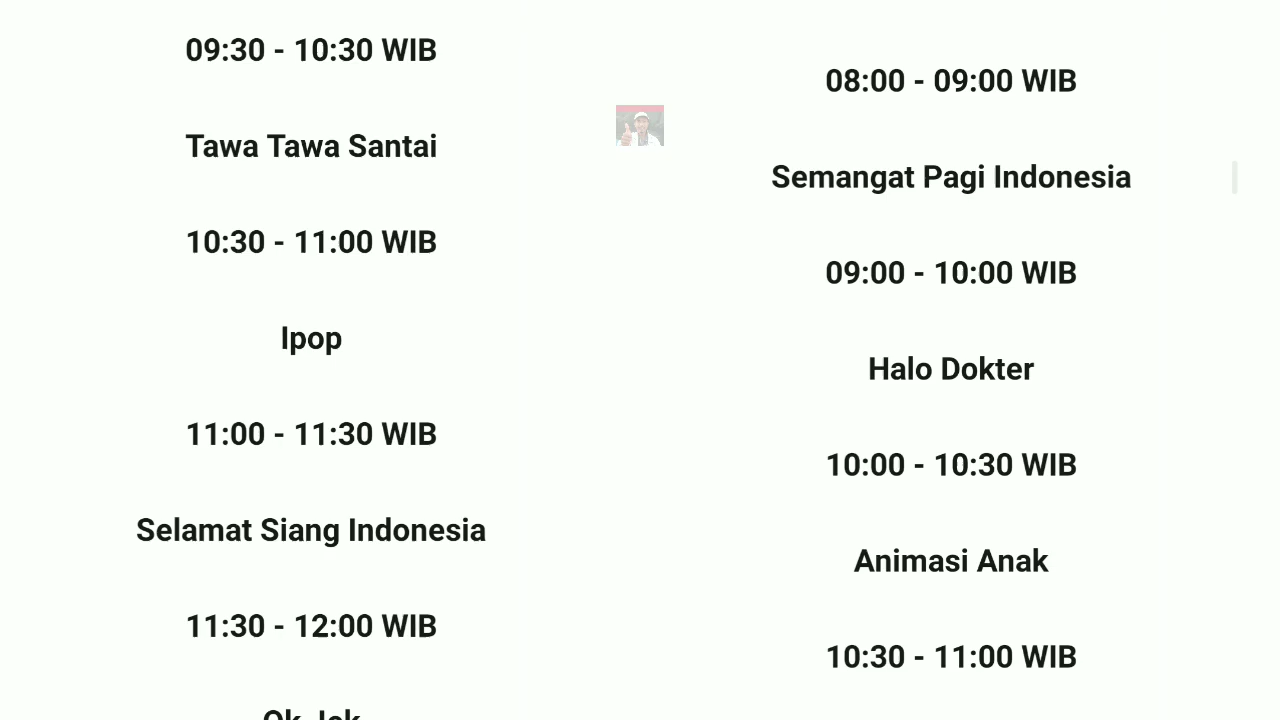 09:30 - 10:30 WIB
Tawa Tawa Santai
10:30 - 11:00 WIB
Ipop
11:00 - 11:30 WIB
Selamat Siang Indonesia
11:30 - 12:00 WIB
08:00 - 09:00 WIB
Semangat Pagi Indonesia
09:00 - 10:00 WIB
Halo Dokter
10:00 - 10:30 WIB
Animasi Anak
10:30 - 11:00 WIB